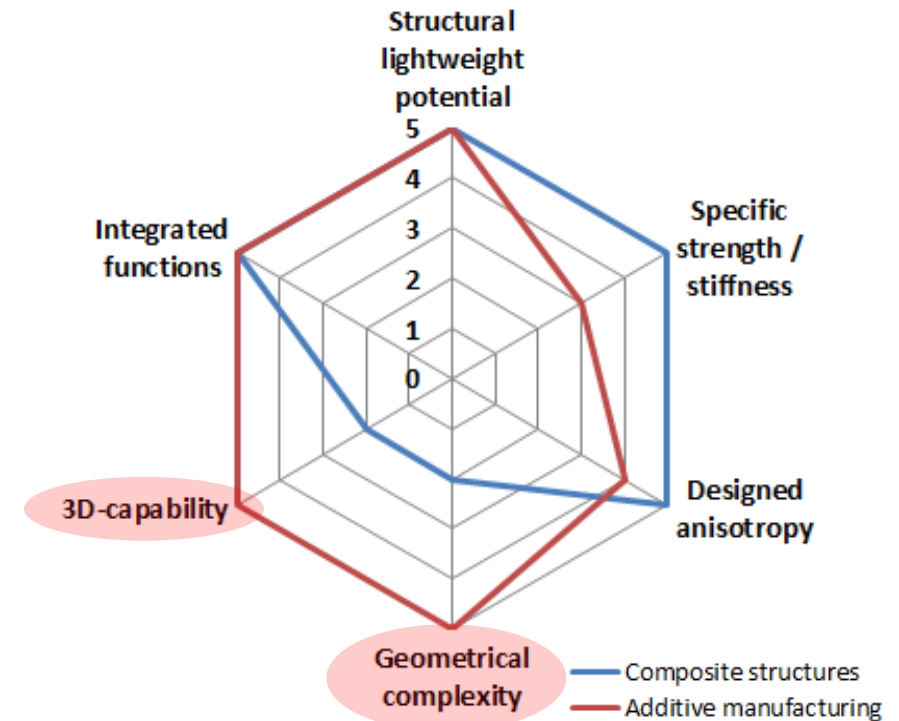 Structural
lightweight
potential
5
4
3
2
1
0
Specific
strength /
stiffness
Designed
anisotropy
Geometrical
complexity
3D-capability
Integrated
functions
Composite structures
Additive manufacturing